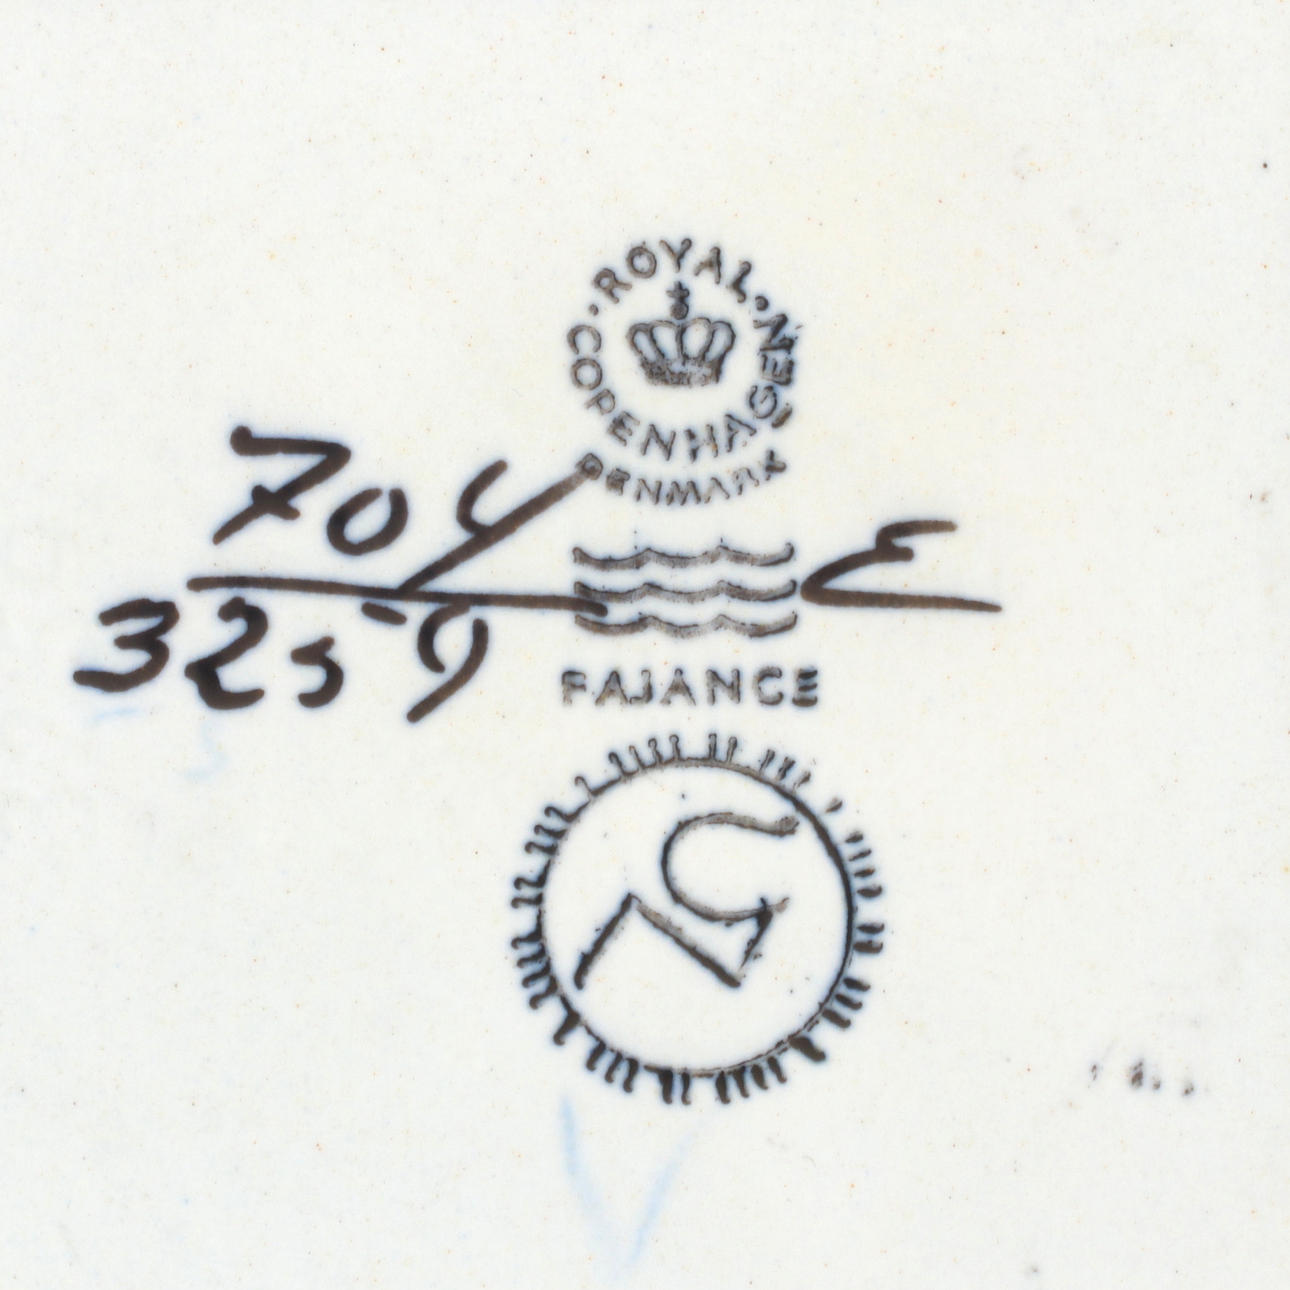 ROYAL · COPENHAGEN ·
DENMARK
704
3259
E
FAJANCE